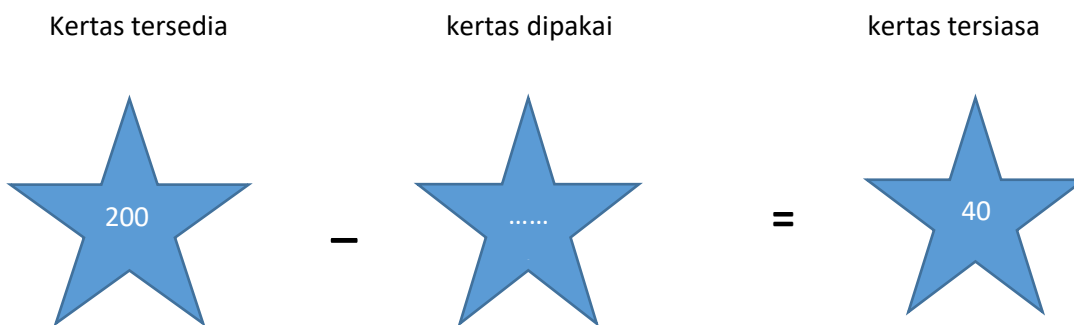 Kertas tersedia kertas dipakai kertas tersiasa
200 – ...... = 40